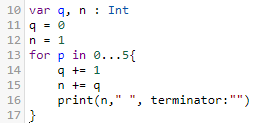 10 var q, n : Int
11 q = 0
12 n = 1
13 for p in 0...5{
14     q += 1
15     n += q
16     print(n," ", terminator:"")
17 }